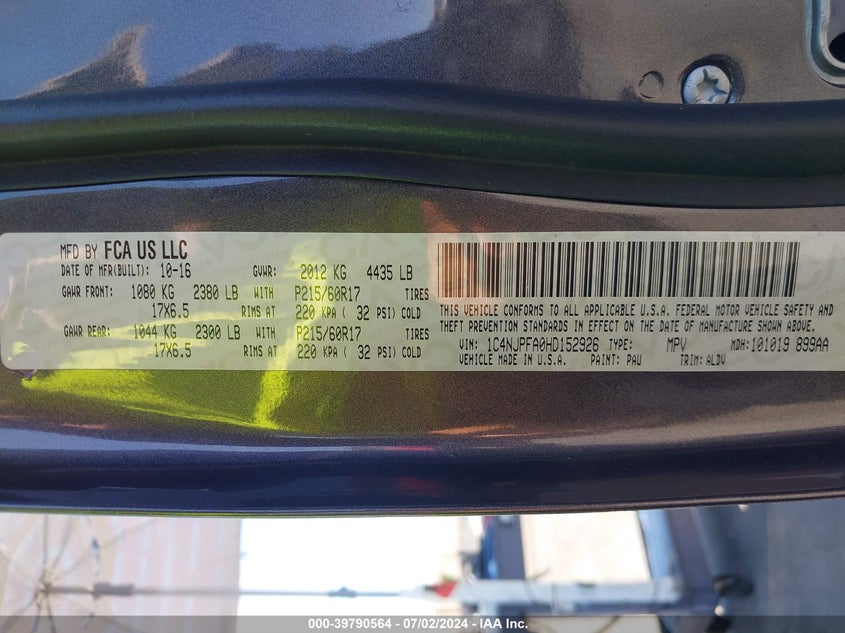 MFD BY FCA US LLC
DATE OF MFR(BUILT): 10-16 GVWR: 2012 KG 4435 LB
GAWR FRONT: 1080 KG 2380 LB WITH P215/60R17 TIRES
17X6.5 RIMS AT 220 KPA ( 32 PSI) COLD
GAWR REAR: 1044 KG 2300 LB WITH P215/60R17 TIRES
17X6.5 RIMS AT 220 KPA ( 32 PSI) COLD
THIS VEHICLE CONFORMS TO ALL APPLICABLE U.S.A. FEDERAL MOTOR VEHICLE SAFETY AND
THEFT PREVENTION STANDARDS IN EFFECT ON THE DATE OF MANUFACTURE SHOWN ABOVE.
VIN: 1C4NJPFA0HD152926 TYPE: MPV MDH: 101019 899AA
VEHICLE MADE IN U.S.A. PAINT: PAU TRIM: ALDV
000-39790564 - 07/02/2024 - IAA Inc.